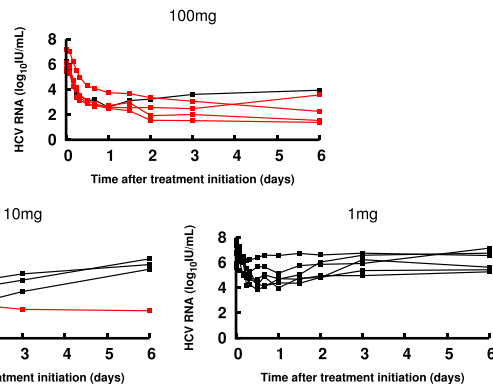 100mg
HCV RNA (log10IU/mL)
8
6
4
2
0
0 1 2 3 4 5 6
Time after treatment initiation (days)
10mg
3 4 5 6
tment initiation (days)
1mg
HCV RNA (log10IU/mL)
8
6
4
2
0
0 1 2 3 4 5 6
Time after treatment initiation (days)